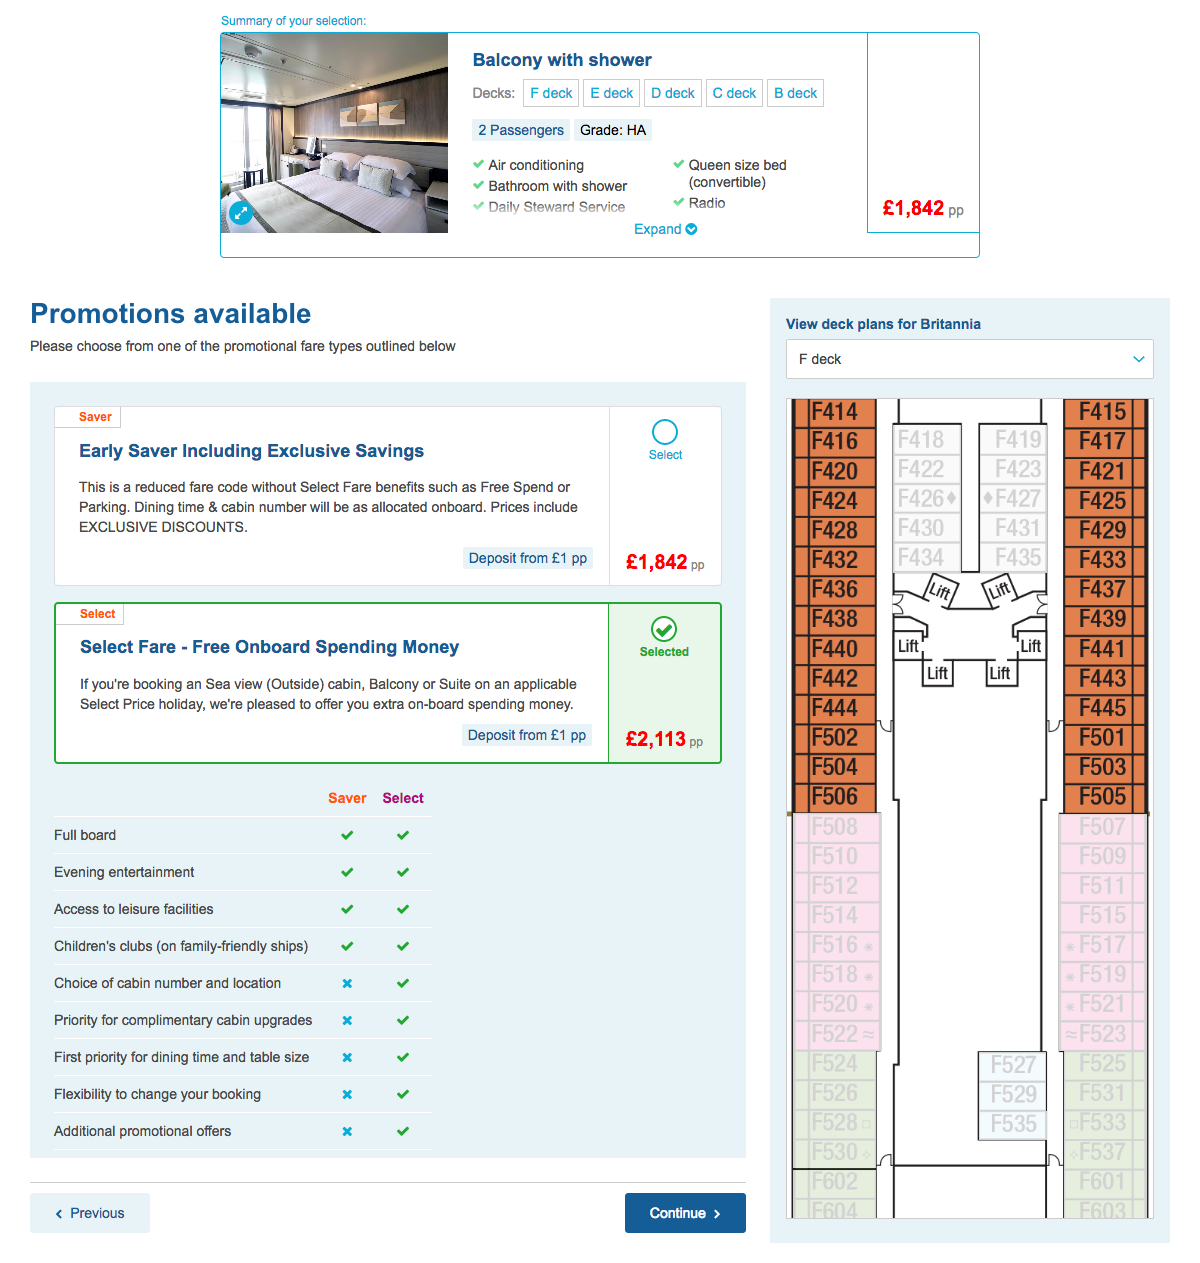 Summary of your selection:
Balcony with shower
Decks: F deck E deck D deck C deck B deck
2 Passengers Grade: HA
Air conditioning
Bathroom with shower
Daily Steward Service
Queen size bed
(convertible)
Radio
Expand
£1,842 pp
Promotions available
Please choose from one of the promotional fare types outlined below
Saver
Early Saver Including Exclusive Savings
This is a reduced fare code without Select Fare benefits such as Free Spend or
Parking. Dining time & cabin number will be as allocated onboard. Prices include
EXCLUSIVE DISCOUNTS.
Deposit from £1 pp
Select
£1,842 pp
Select
Select Fare - Free Onboard Spending Money
If you're booking an Sea view (Outside) cabin, Balcony or Suite on an applicable
Select Price holiday, we're pleased to offer you extra on-board spending money.
Deposit from £1 pp
Selected
£2,113 pp
Saver Select
Full board
Evening entertainment
Access to leisure facilities
Children's clubs (on family-friendly ships)
Choice of cabin number and location
Priority for complimentary cabin upgrades
First priority for dining time and table size
Flexibility to change your booking
Additional promotional offers
Previous
Continue
View deck plans for Britannia
F deck
F414 F415
F416 F418 F419 F417
F420 F422 F423 F421
F424 F426 F427 F425
F428 F430 F431 F429
F432 F434 F435 F433
F436 Lift Lift F437
F438 F439
F440 Lift Lift F441
F442 Lift Lift F443
F444 F445
F502 F501
F504 F503
F506 F505
F508 F507
F510 F509
F512 F511
F514 F515
F516 F517
F518 F519
F520 F521
F522 F523
F524 F527 F525
F526 F529 F531
F528 F535 F533
F530 F537
F602 F601
F604 F603